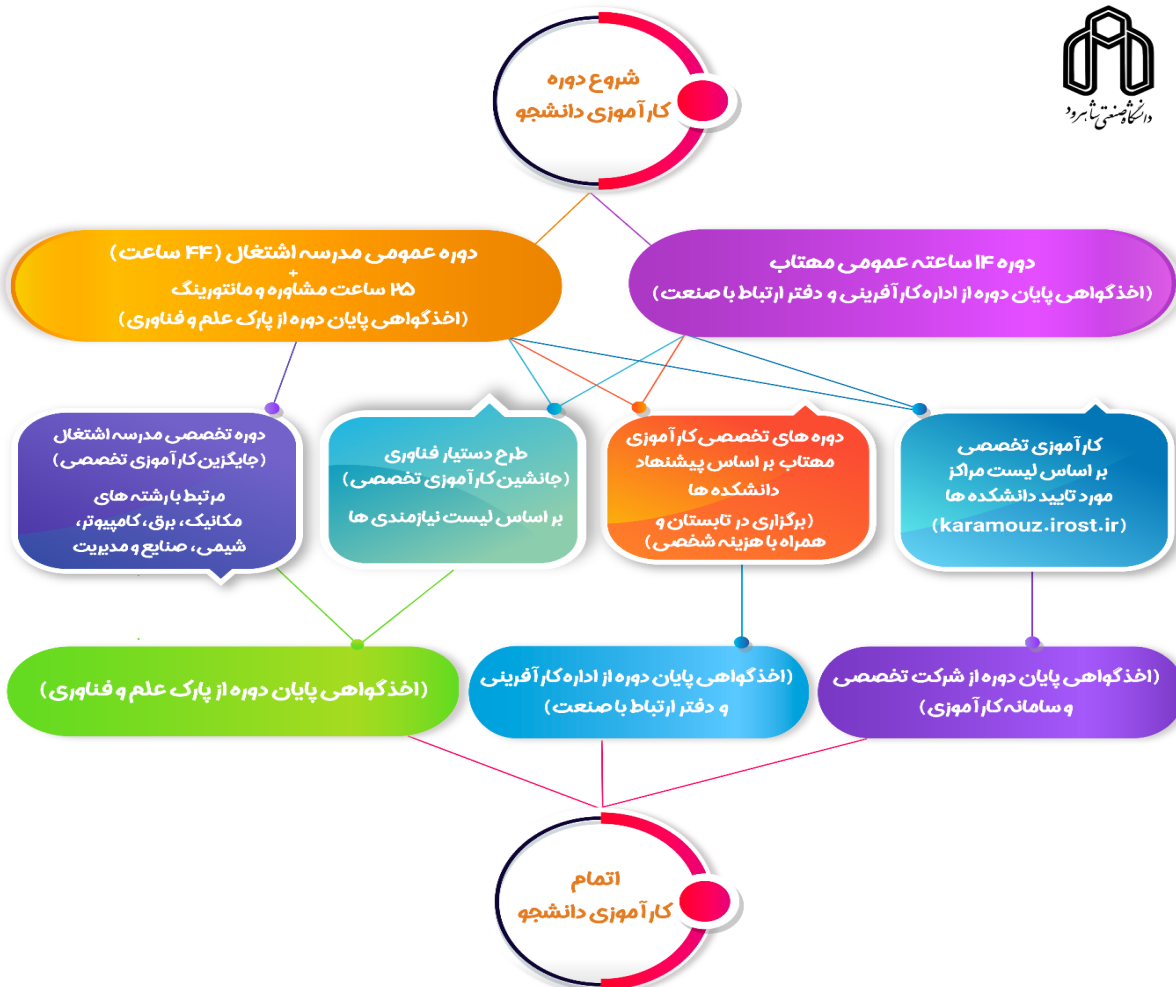 دانشگاه صنعتی شاهرود
شروع دوره
کارآموزی دانشجو
دوره ۱۴ ساعته عمومی مهتاب
(اخذ گواهی پایان دوره از اداره کارآفرینی و دفتر ارتباط با صنعت)
دوره عمومی مدرسه اشتغال (۴۴ ساعت)
+
۲۵ ساعت مشاوره و مانتورینگ
(اخذ گواهی پایان دوره از پارک علم و فناوری)
کارآموزی تخصصی
بر اساس لیست مراکز
مورد تایید دانشکده ها
(karamouz.irost.ir)
دوره های تخصصی کارآموزی
مهتاب بر اساس پیشنهاد
دانشکده ها
(برگزاری در تابستان و
همراه با هزینه شخصی)
طرح دستیار فناوری
(جانشین کارآموزی تخصصی)
بر اساس لیست نیازمندی ها
دوره تخصصی مدرسه اشتغال
(جایگزین کارآموزی تخصصی)
مرتبط با رشته های
مکانیک، برق، کامپیوتر،
شیمی، صنایع و مدیریت
(اخذ گواهی پایان دوره از شرکت تخصصی
و سامانه کارآموزی)
(اخذ گواهی پایان دوره از اداره کارآفرینی
و دفتر ارتباط با صنعت)
(اخذ گواهی پایان دوره از پارک علم و فناوری)
اتمام
کارآموزی دانشجو